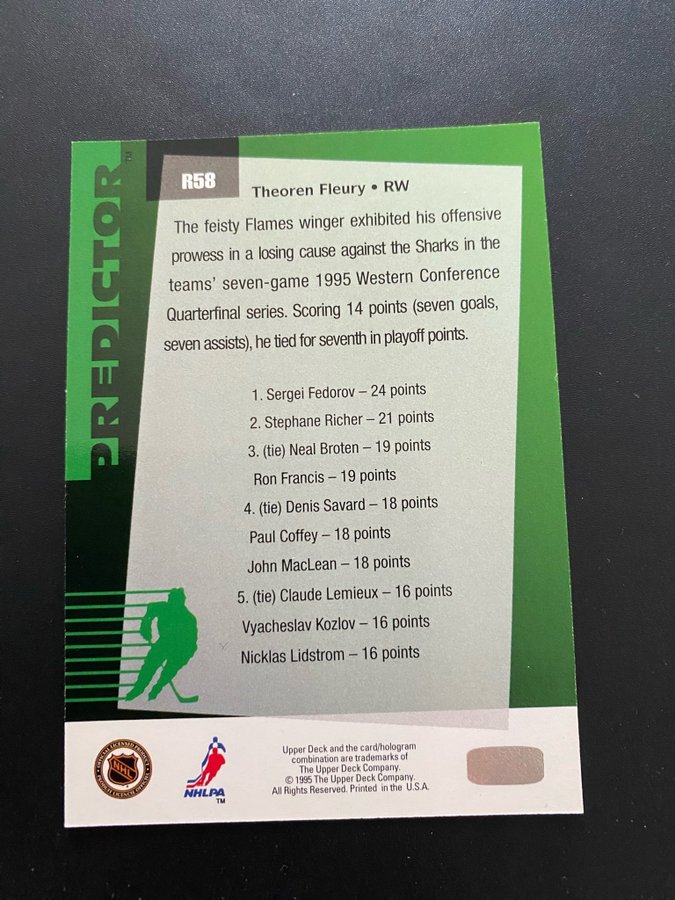 PREDICTOR™
R58
Theoren Fleury • RW
The feisty Flames winger exhibited his offensive
prowess in a losing cause against the Sharks in the
teams' seven-game 1995 Western Conference
Quarterfinal series. Scoring 14 points (seven goals,
seven assists), he tied for seventh in playoff points.
1. Sergei Fedorov – 24 points
2. Stephane Richer – 21 points
3. (tie) Neal Broten – 19 points
Ron Francis – 19 points
4. (tie) Denis Savard – 18 points
Paul Coffey – 18 points
John MacLean – 18 points
5. (tie) Claude Lemieux – 16 points
Vyacheslav Kozlov – 16 points
Nicklas Lidstrom – 16 points
NHL
NHLPA
TM
Upper Deck and the card/hologram
combination are trademarks of
The Upper Deck Company.
© 1995 The Upper Deck Company.
All Rights Reserved. Printed in the U.S.A.